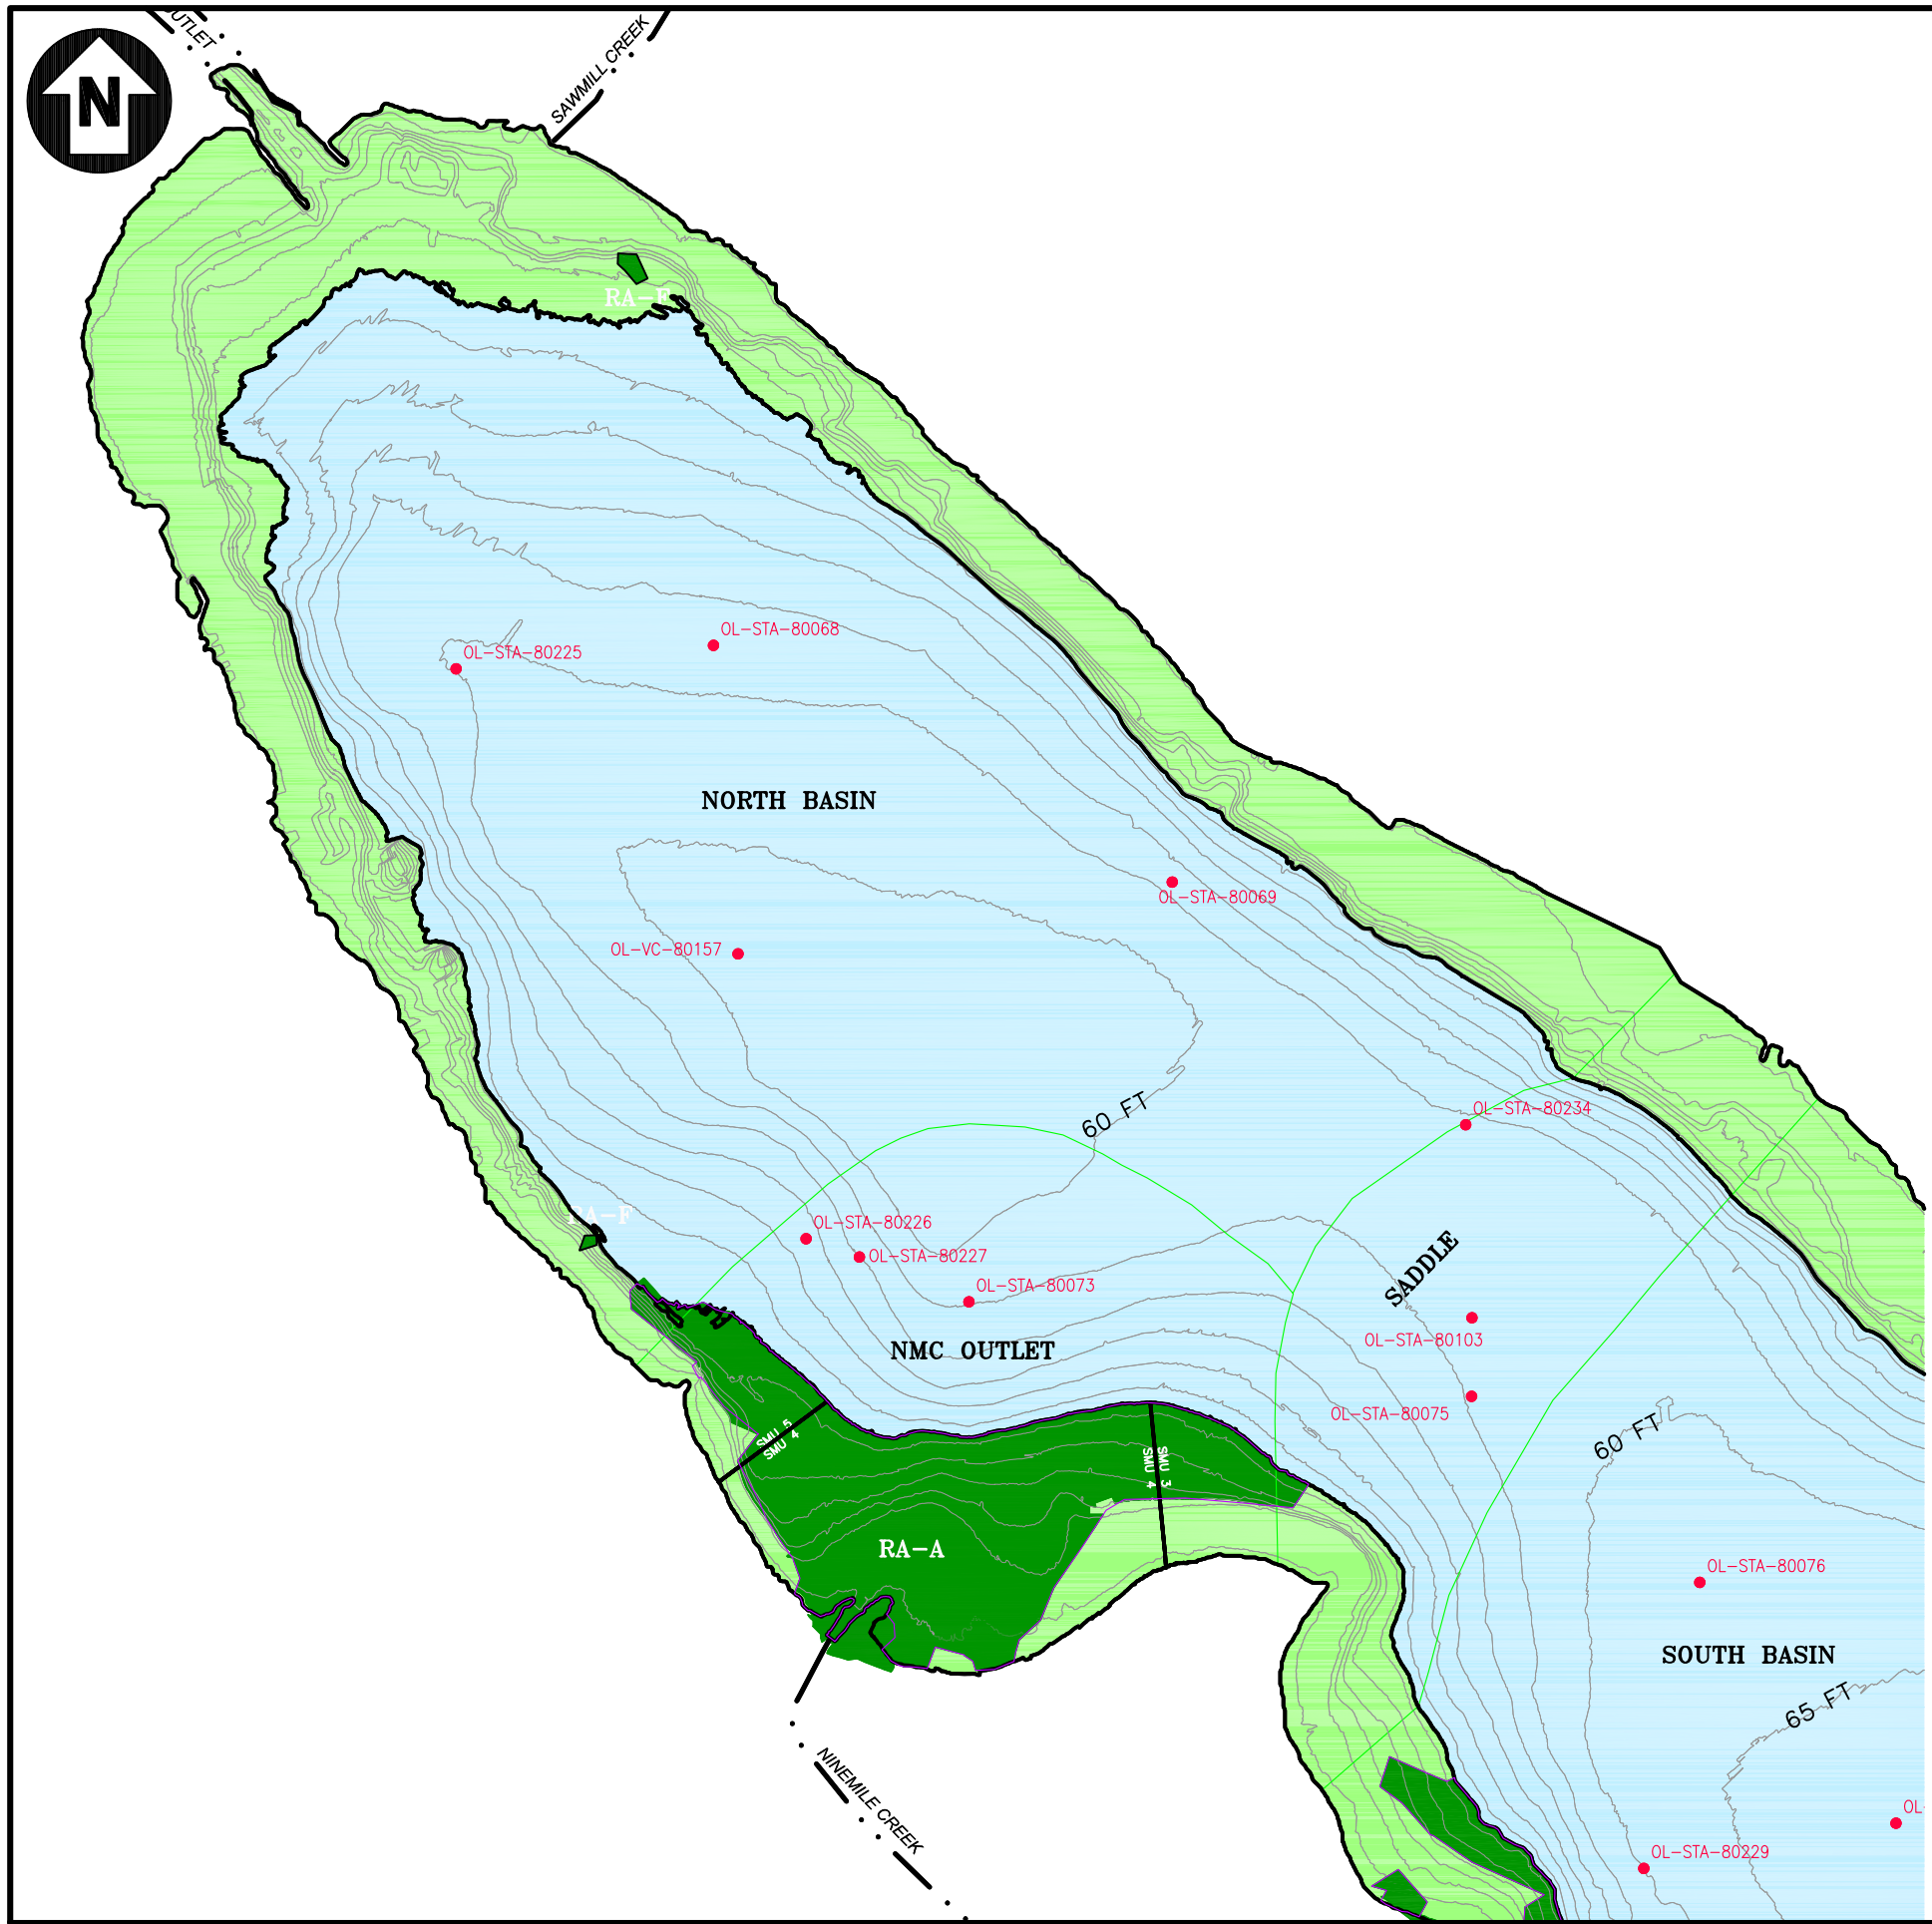 OUTLET
SAWMILL CREEK
N
RA-F
OL-STA-80068
OL-STA-80225
NORTH BASIN
OL-STA-80069
OL-VC-80157
60 FT
OL-STA-80234
RA-F
OL-STA-80226
OL-STA-80227
OL-STA-80073
SADDLE
OL-STA-80103
NMC OUTLET
OL-STA-80075
60 FT
SMU 5
SMU 4
SMU 3
SMU 4
RA-A
OL-STA-80076
SOUTH BASIN
65 FT
NINEMILE CREEK
OL-
OL-STA-80229